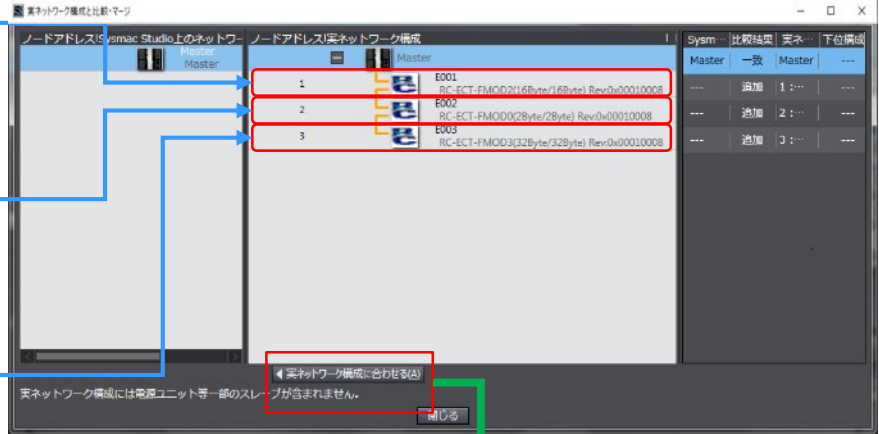 実ネットワーク構成と比較・マージ
ノードアドレス|Sysmac Studio上のネットワー
Master
Master
ノードアドレス|実ネットワーク構成
Master
1
E001
RC-ECT-FMOD2(16Byte/16Byte) Rev:0x00010008
2
E002
RC-ECT-FMOD0(2Byte/2Byte) Rev:0x00010008
3
E003
RC-ECT-FMOD3(32Byte/32Byte) Rev:0x00010008
Sysm… 比較結果 実ネ… 下位構成
Master 一致 Master ---
--- 追加 1 :… ---
--- 追加 2 :… ---
--- 追加 3 :… ---
実ネットワーク構成に合わせる(A)
実ネットワーク構成には電源ユニット等一部のスレーブが含まれません。
閉じる